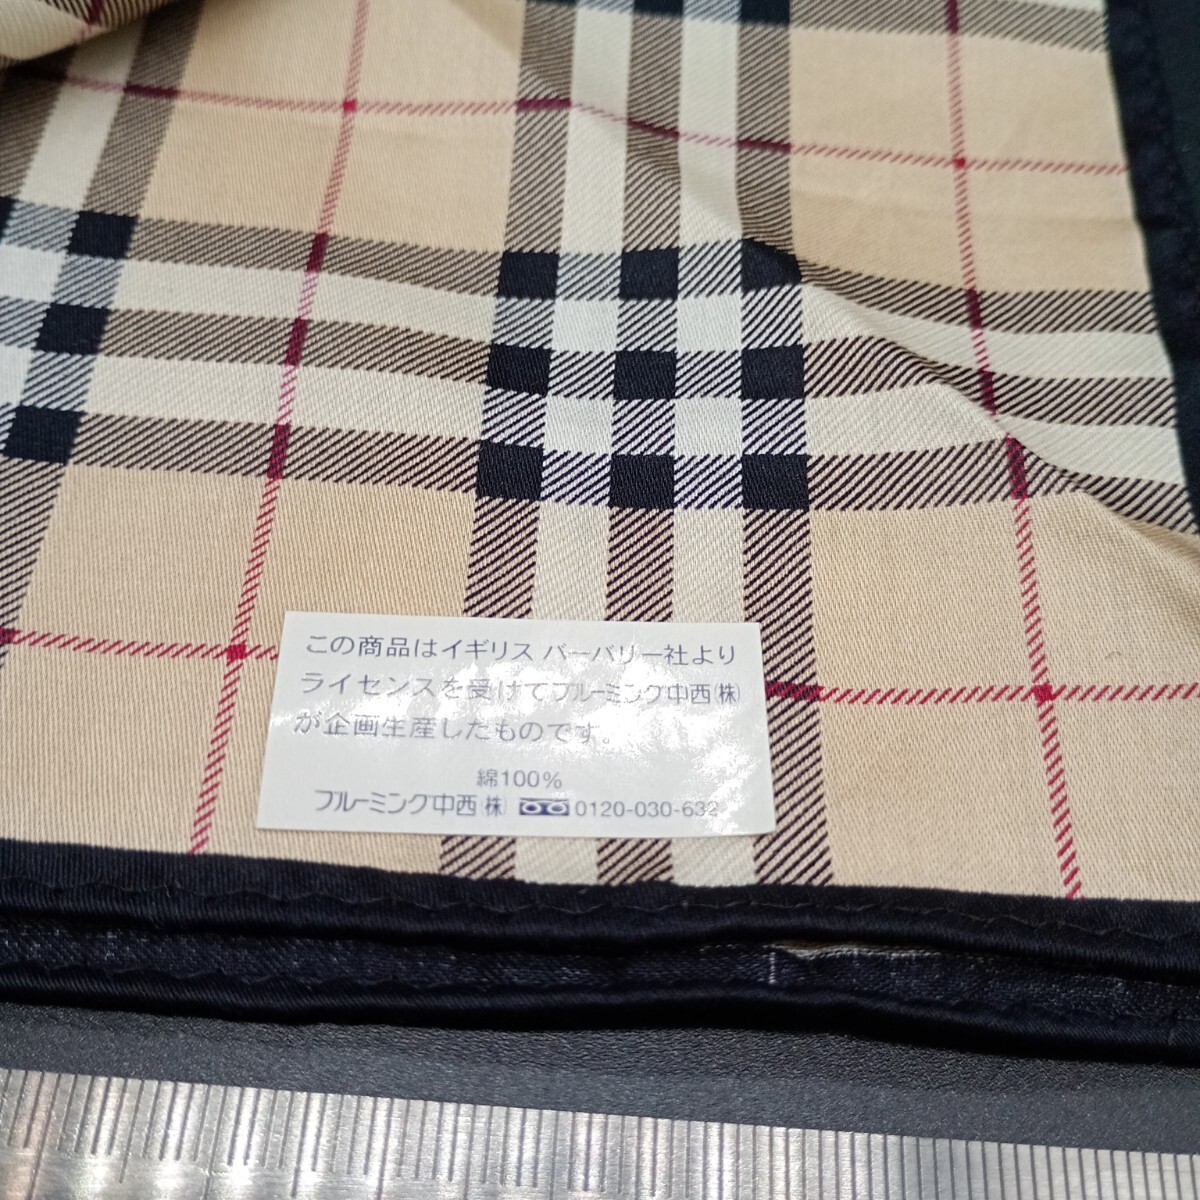 この商品はイギリス バーバリー社より
ライセンスを受けてブルーミング中西(株)
が企画生産したものです。
綿100%
ブルーミング中西(株) 0120-030-632